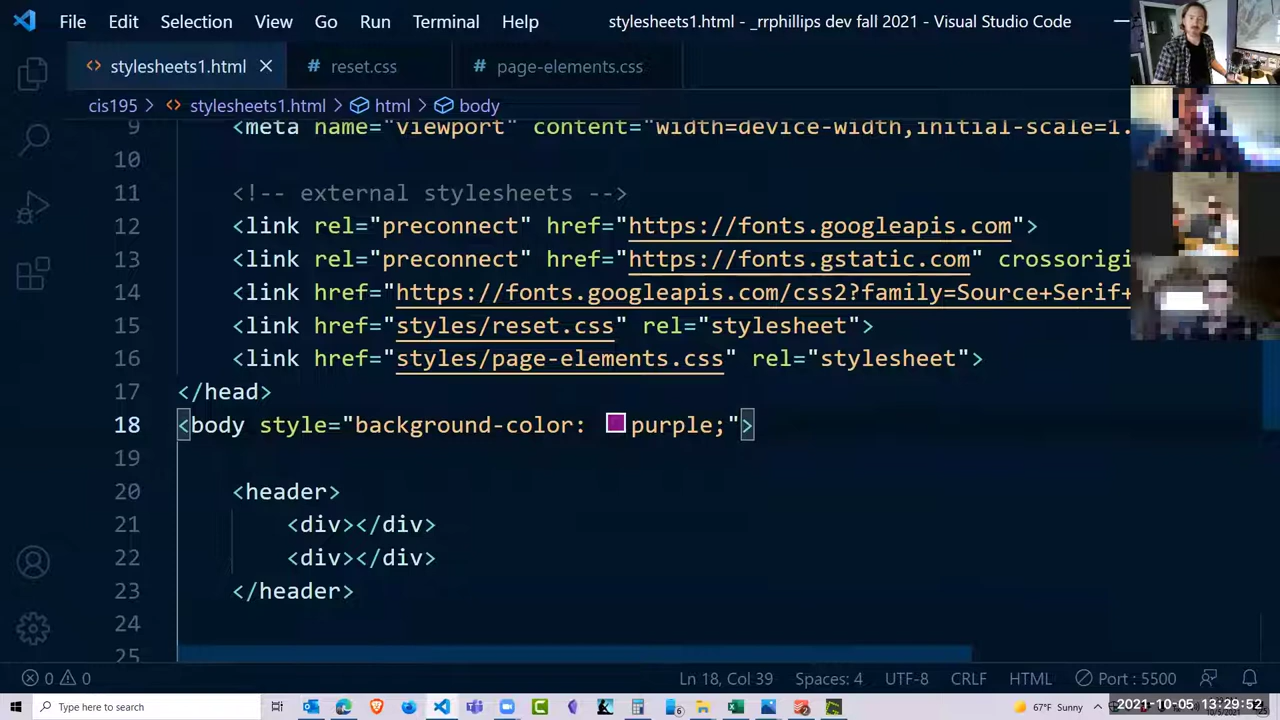 File Edit Selection View Go Run Terminal Help stylesheets1.html - _rrphillips dev fall 2021 - Visual Studio Code
stylesheets1.html reset.css page-elements.css
cis195 > stylesheets1.html > html > body
9 <meta name="viewport" content="width=device-width,initial-scale=1.
10
11 <!-- external stylesheets -->
12 <link rel="preconnect" href="https://fonts.googleapis.com">
13 <link rel="preconnect" href="https://fonts.gstatic.com" crossorigi
14 <link href="https://fonts.googleapis.com/css2?family=Source+Serif+
15 <link href="styles/reset.css" rel="stylesheet">
16 <link href="styles/page-elements.css" rel="stylesheet">
17 </head>
18 <body style="background-color: purple;">
19
20 <header>
21 <div></div>
22 <div></div>
23 </header>
24
25
0 0 Ln 18, Col 39 Spaces: 4 UTF-8 CRLF HTML Port : 5500
Type here to search 67°F Sunny 2021-10-05 13:29:52